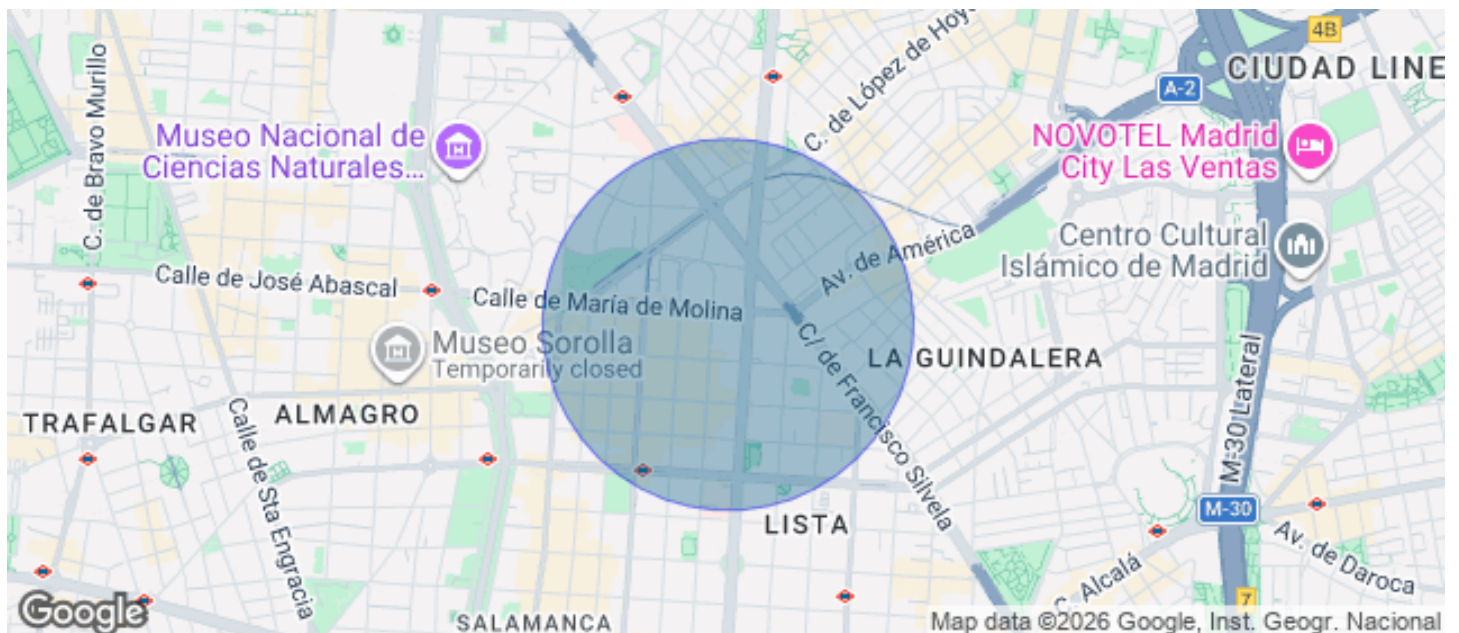 4B
CIUDAD LINE
A-2
C. de López de Hoyo
C. de Bravo Murillo
Museo Nacional de
Ciencias Naturales...
NOVOTEL Madrid
City Las Ventas
Av. de América
Centro Cultural
Islámico de Madrid
Calle de José Abascal
Calle de María de Molina
Museo Sorolla
Temporarily closed
C/ de Francisco Silvela
LA GUINDALERA
M-30 Lateral
TRAFALGAR
ALMAGRO
Calle de Sta Engracia
M-30
LISTA
Av. de Daroca
C. Alcalá
7
Google
SALAMANCA
Map data ©2026 Google, Inst. Geogr. Nacional